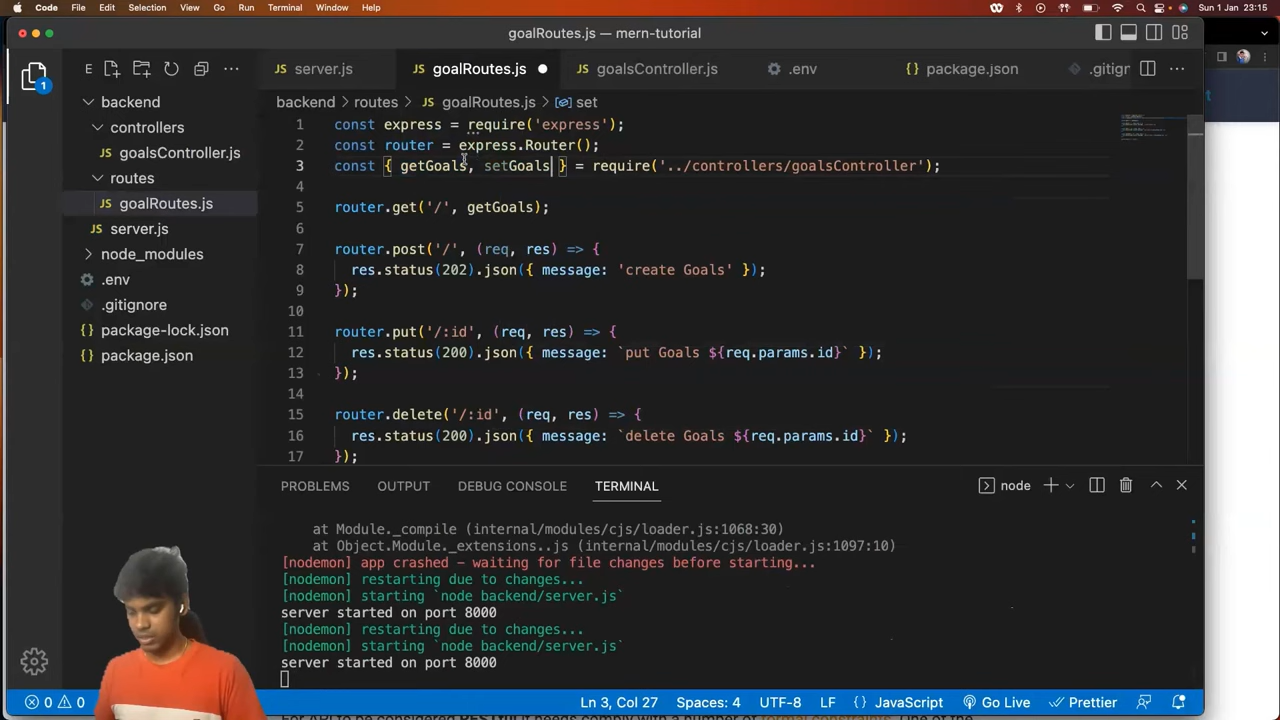 Code File Edit Selection View Go Run Terminal Window Help Sun 1 Jan 23:15
goalRoutes.js — mern-tutorial
E server.js goalRoutes.js goalsController.js .env package.json .gitign
backend backend > routes > goalRoutes.js > set
controllers
goalsController.js
routes
goalRoutes.js
server.js
node_modules
.env
.gitignore
package-lock.json
package.json
1
1 const express = require('express');
2 const router = express.Router();
3 const { getGoals, setGoals } = require('../controllers/goalsController');
4
5 router.get('/', getGoals);
6
7 router.post('/', (req, res) => {
8 res.status(202).json({ message: 'create Goals' });
9 });
10
11 router.put('/:id', (req, res) => {
12 res.status(200).json({ message: `put Goals ${req.params.id}` });
13 });
14
15 router.delete('/:id', (req, res) => {
16 res.status(200).json({ message: `delete Goals ${req.params.id}` });
17 });
PROBLEMS OUTPUT DEBUG CONSOLE TERMINAL node
at Module._compile (internal/modules/cjs/loader.js:1068:30)
at Object.Module._extensions..js (internal/modules/cjs/loader.js:1097:10)
[nodemon] app crashed - waiting for file changes before starting...
[nodemon] restarting due to changes...
[nodemon] starting `node backend/server.js`
server started on port 8000
[nodemon] restarting due to changes...
[nodemon] starting `node backend/server.js`
server started on port 8000
0 0 Ln 3, Col 27 Spaces: 4 UTF-8 LF {} JavaScript Go Live Prettier